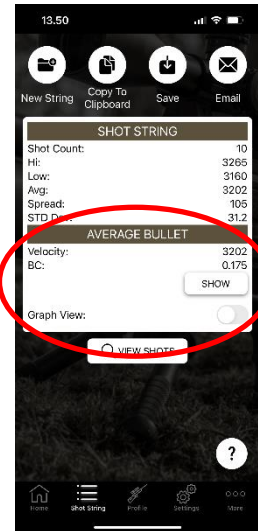 13.50
New String
Copy To
Clipboard
Save
Email
SHOT STRING
Shot Count: 10
Hi: 3265
Low: 3160
Avg: 3202
Spread: 105
STD Dev: 31.2
AVERAGE BULLET
Velocity: 3202
BC: 0.175
SHOW
Graph View:
VIEW SHOTS
?
Home Shot String Profile Settings More